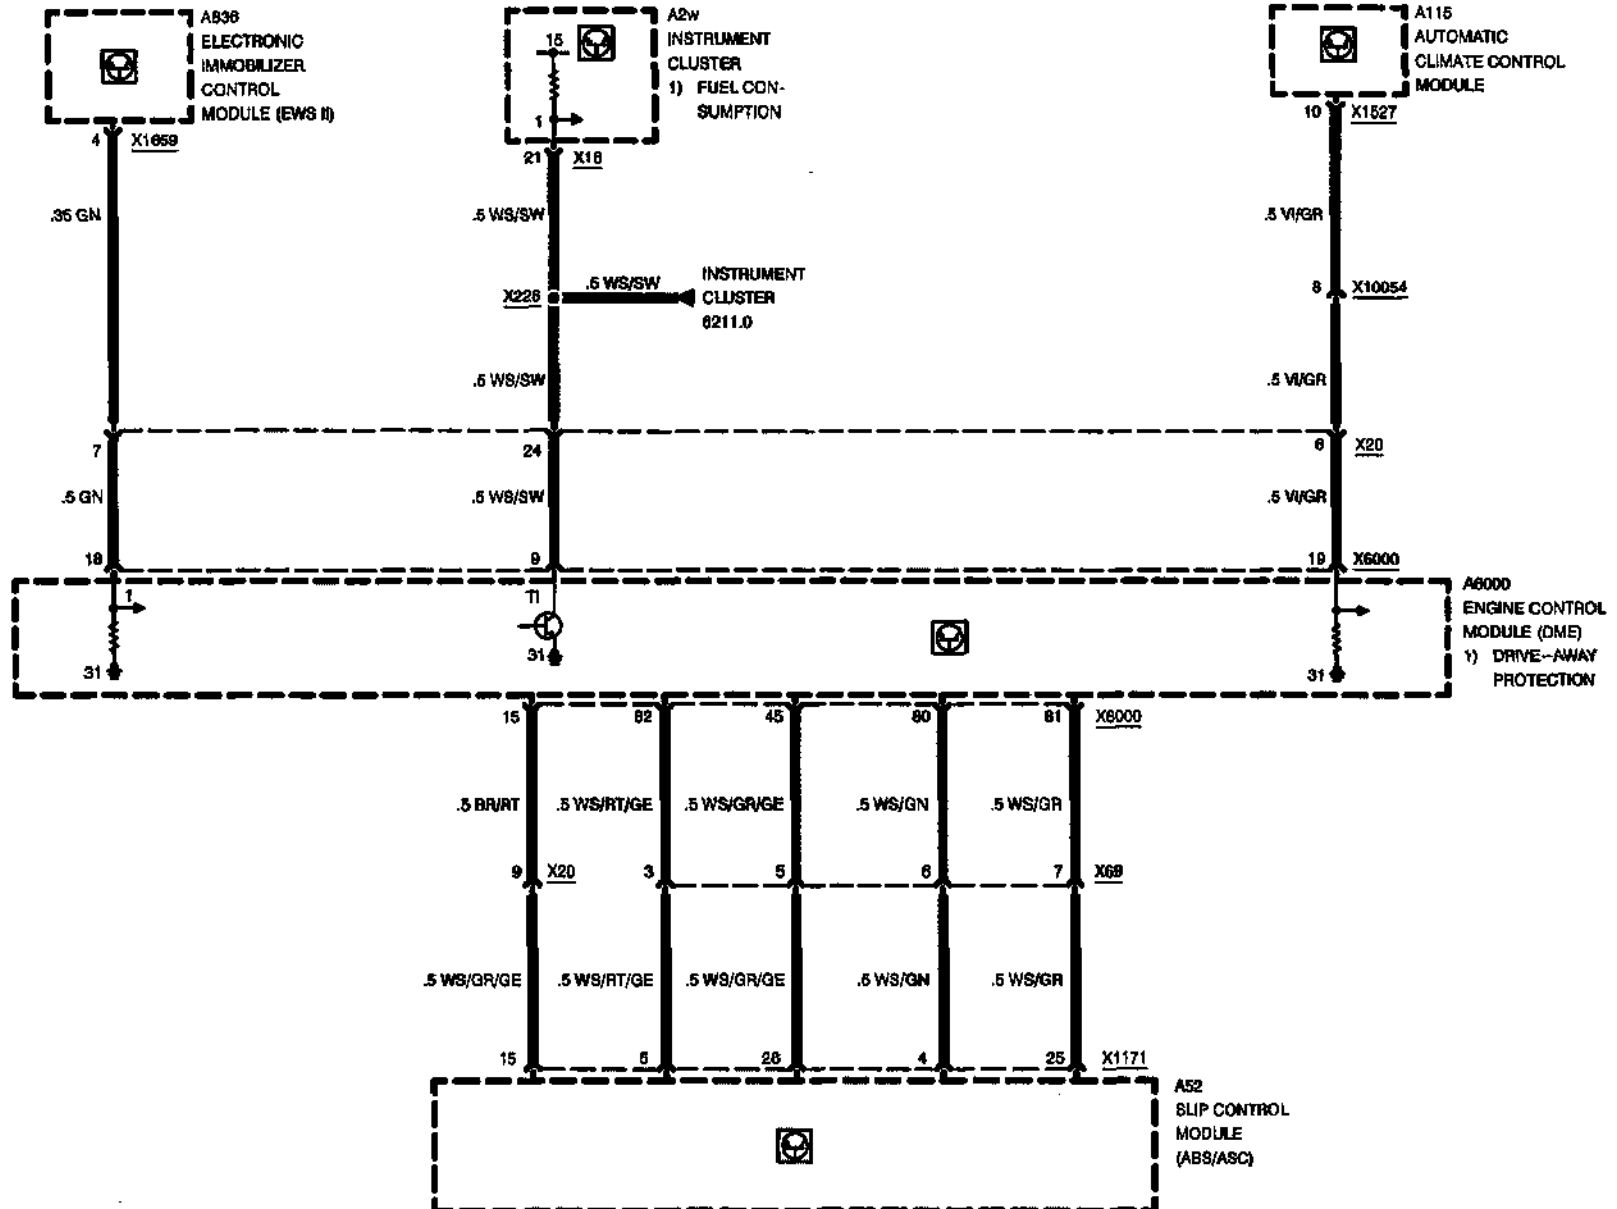 A836
ELECTRONIC
IMMOBILIZER
CONTROL
MODULE (EWS II)
15
A2w
INSTRUMENT
CLUSTER
1) FUEL CON-
SUMPTION
1
A115
AUTOMATIC
CLIMATE CONTROL
MODULE
4 X1659
21 X16
10 X1527
.35 GN
.5 WS/SW
.5 VI/GR
X226
.5 WS/SW
INSTRUMENT
CLUSTER
6211.0
8 X10054
.5 WS/SW
.5 VI/GR
7
24
6 X20
.5 GN
.5 WS/SW
.5 VI/GR
18
9
19 X6000
1
31
TI
31
31
A6000
ENGINE CONTROL
MODULE (DME)
1) DRIVE-AWAY
PROTECTION
15 82 45 80 81 X6000
.5 BR/RT .5 WS/RT/GE .5 WS/GR/GE .5 WS/GN .5 WS/GR
9 X20 3 5 6 7 X69
.5 WS/GR/GE .5 WS/RT/GE .5 WS/GR/GE .5 WS/GN .5 WS/GR
15 5 26 4 25 X1171
A52
SLIP CONTROL
MODULE
(ABS/ASC)